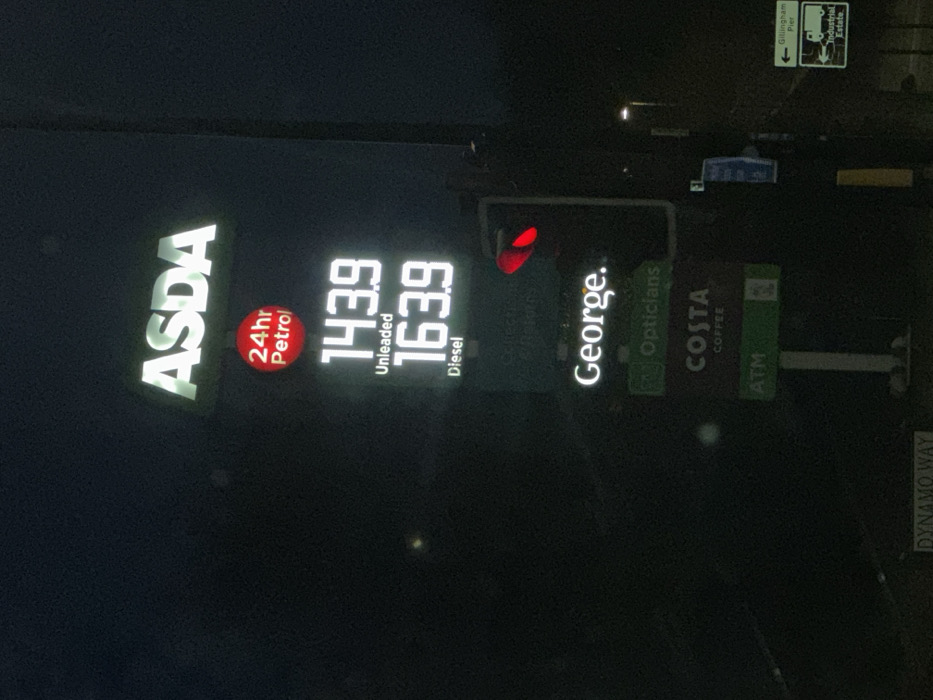 ASDA
24hr
Petrol
143.9
Unleaded
163.9
Diesel
George.
Opticians
COSTA
COFFEE
ATM
Gillingham
Pier
Industrial
Estate
DYNAMO WAY